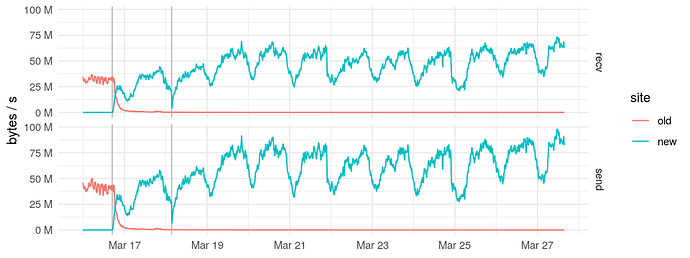 100 M
75 M
50 M
25 M
0 M
recv
bytes / s
100 M
75 M
50 M
25 M
0 M
send
Mar 17 Mar 19 Mar 21 Mar 23 Mar 25 Mar 27
site
old
new